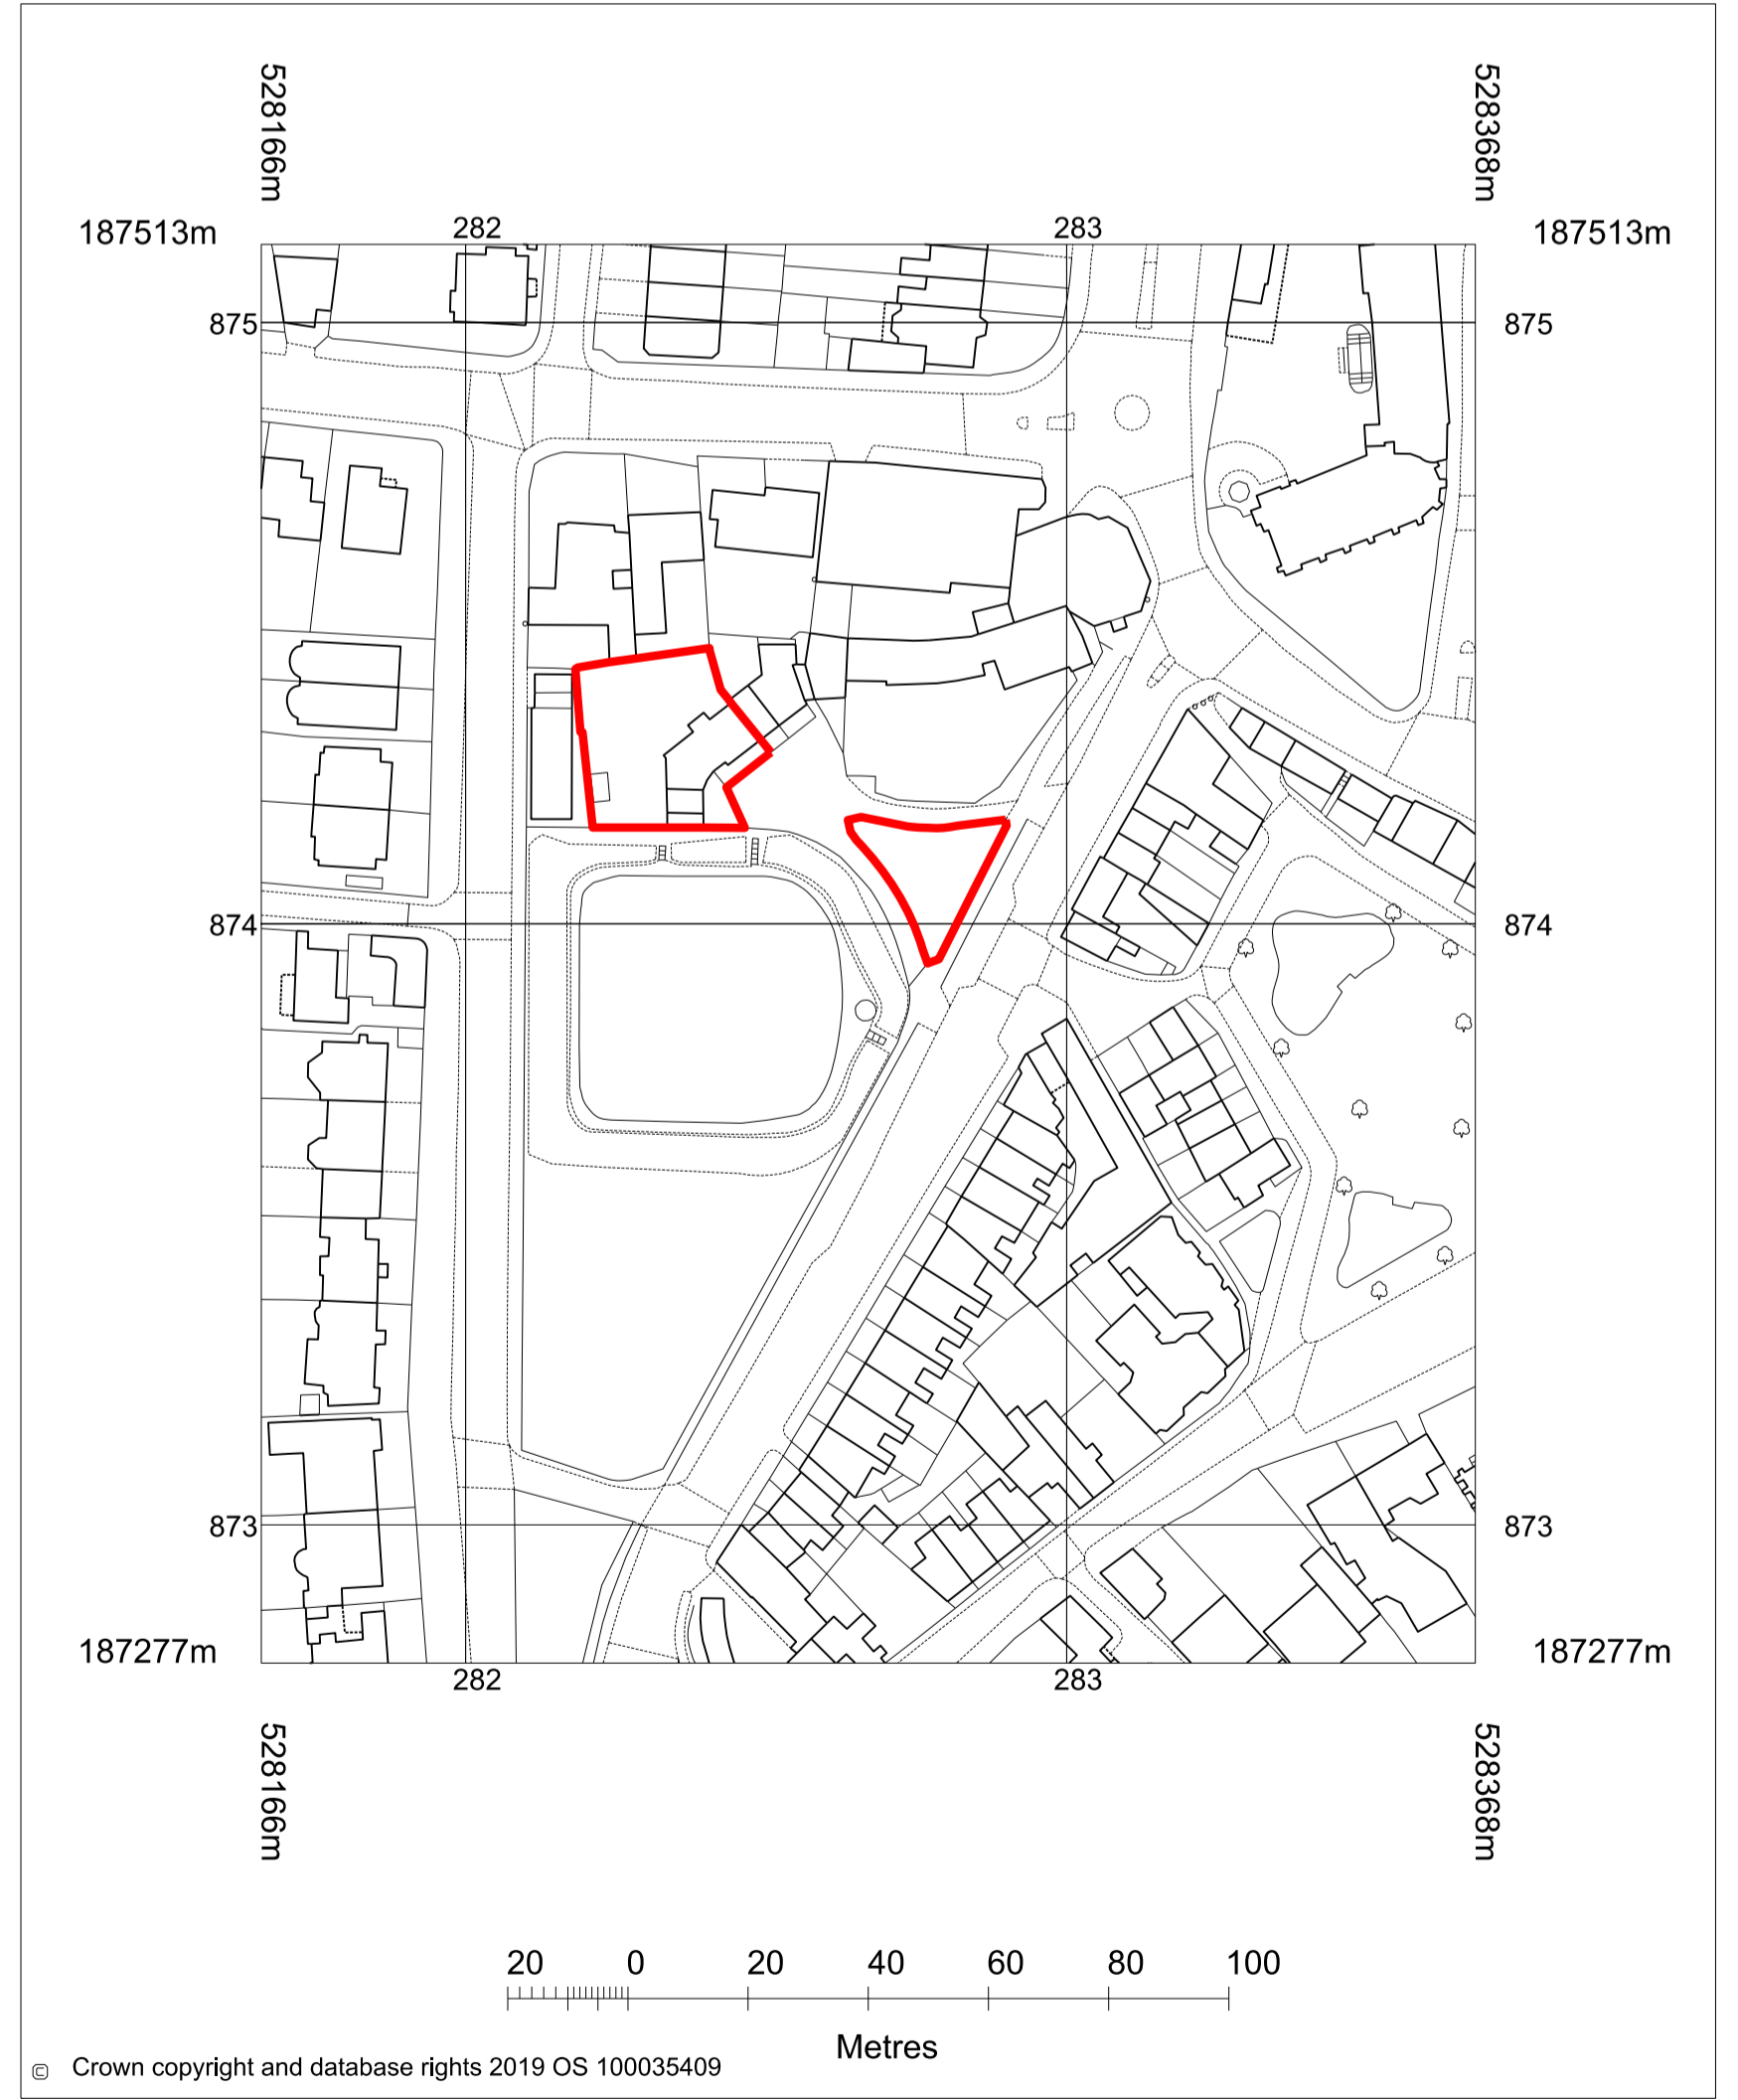 528166m
528368m
187513m
282
283
187513m
875
875
874
874
873
873
187277m
282
283
187277m
528166m
528368m
20 0 20 40 60 80 100
Metres
© Crown copyright and database rights 2019 OS 100035409